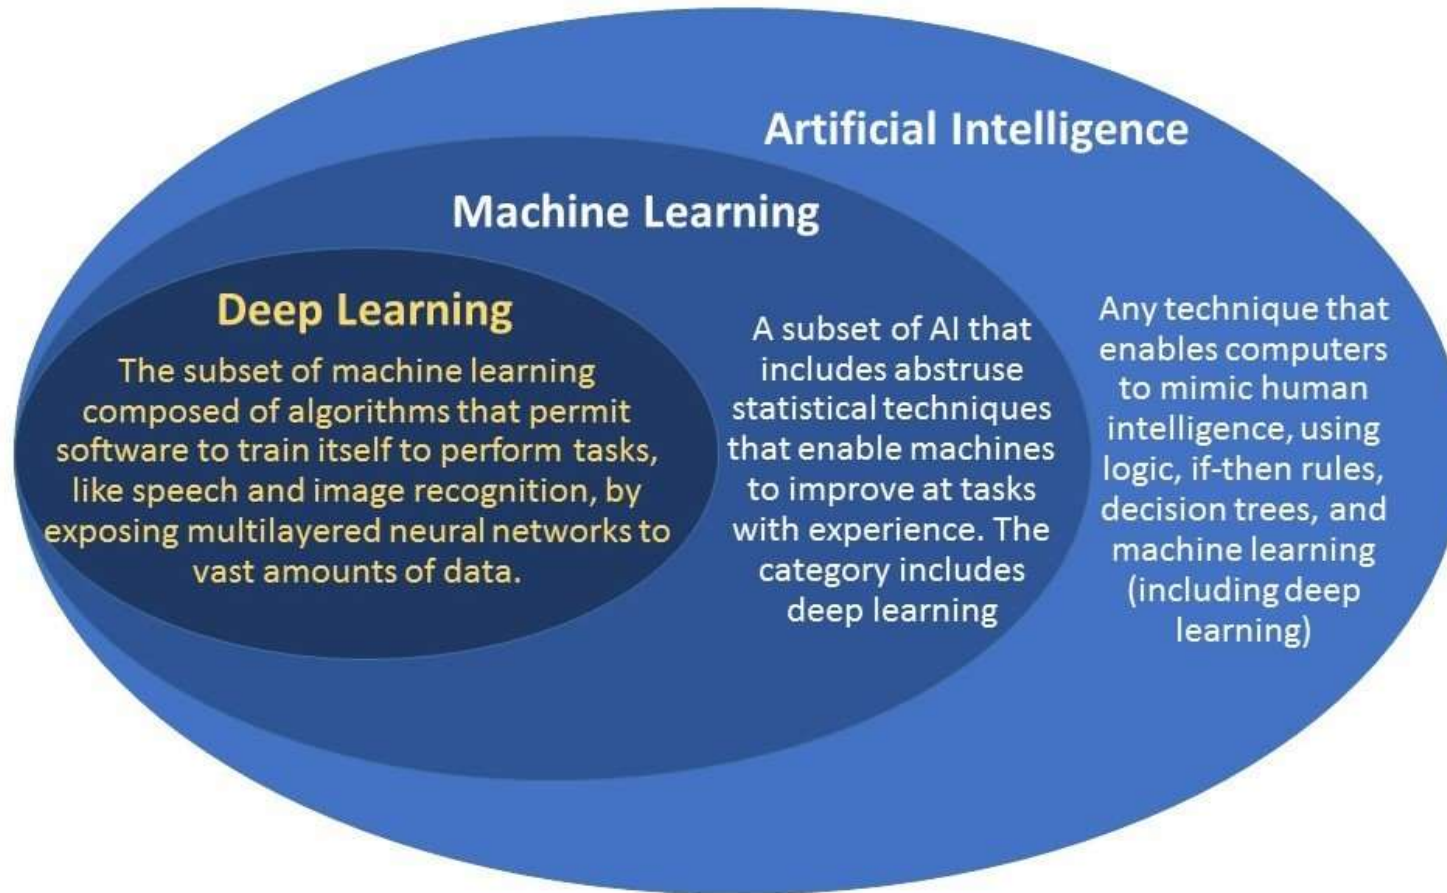 Artificial Intelligence
Machine Learning
Deep Learning
The subset of machine learning
composed of algorithms that permit
software to train itself to perform tasks,
like speech and image recognition, by
exposing multilayered neural networks to
vast amounts of data.
A subset of AI that
includes abstruse
statistical techniques
that enable machines
to improve at tasks
with experience. The
category includes
deep learning
Any technique that
enables computers
to mimic human
intelligence, using
logic, if-then rules,
decision trees, and
machine learning
(including deep
learning)